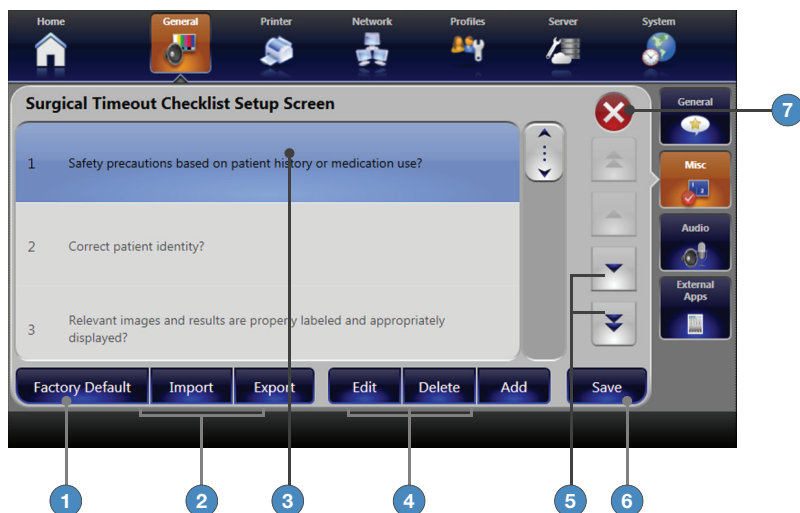 Home General Printer Network Profiles Server System
Surgical Timeout Checklist Setup Screen
General
7
1 Safety precautions based on patient history or medication use?
Misc
1 2
2 Correct patient identity?
Audio
External
Apps
3 Relevant images and results are properly labeled and appropriately
displayed?
Factory Default Import Export Edit Delete Add Save
1 2 3 4 5 6